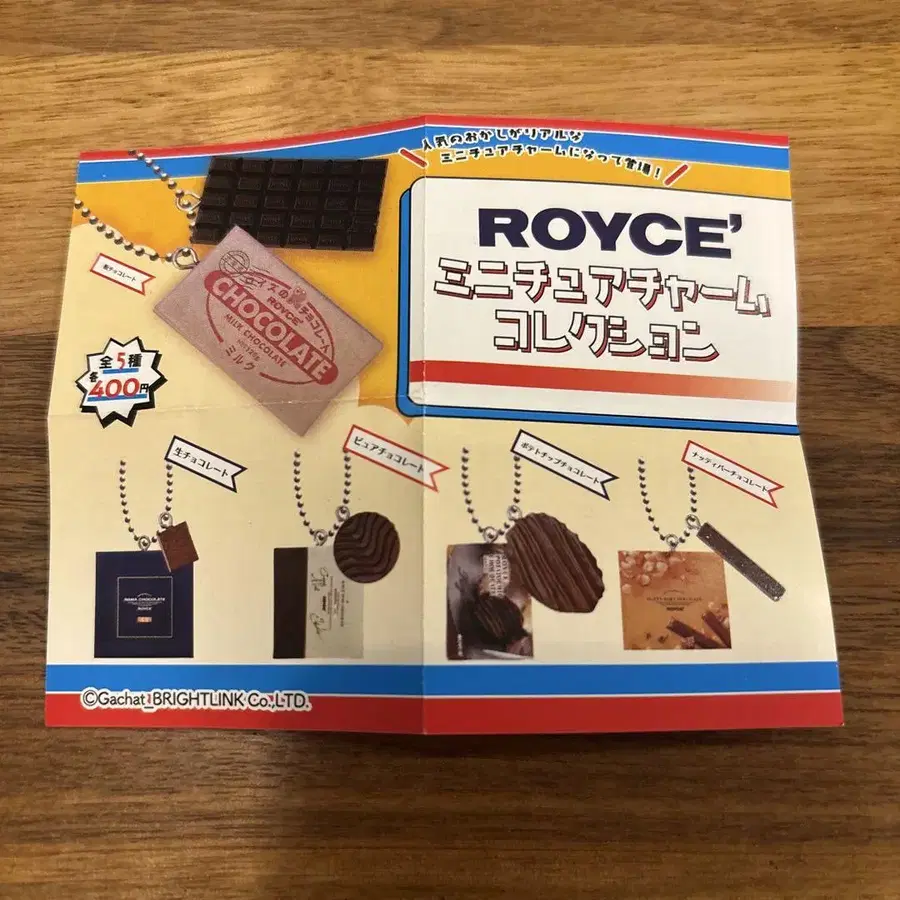 人気のおかしがリアルな
ミニチュアチャームになって登場!
ROYCE'
ミニチュアチャーム
コレクション
板チョコレート
ロイズの チョコレート
ROYCE'
CHOCOLATE
MILK CHOCOLATE
ミルク
全5種
各400円
生チョコレート
ピュアチョコレート
ポテトチップチョコレート
ナッティバーチョコレート
NAMA CHOCOLATE
ROYCE'
ROYCE'
©Gachat_BRIGHTLINK Co.,LTD.